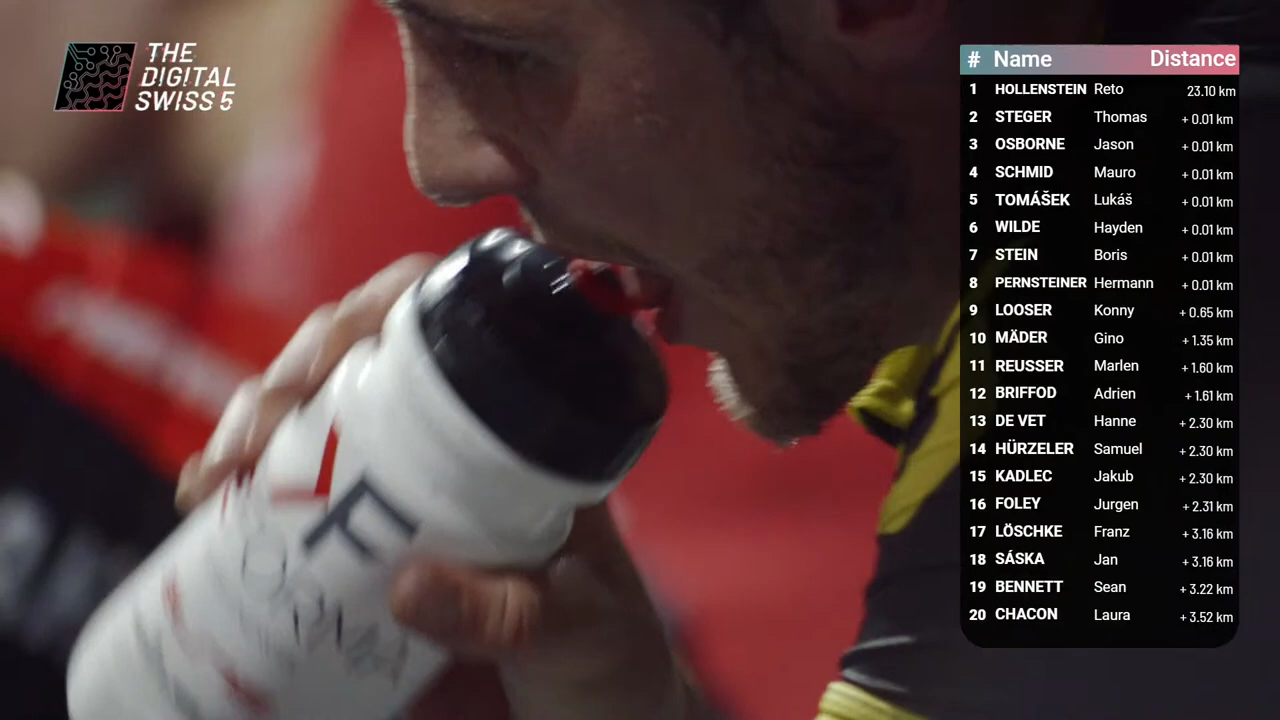 THE
DIGITAL
SWISS 5
# Name Distance
1 HOLLENSTEIN Reto 23.10 km
2 STEGER Thomas + 0.01 km
3 OSBORNE Jason + 0.01 km
4 SCHMID Mauro + 0.01 km
5 TOMÁŠEK Lukáš + 0.01 km
6 WILDE Hayden + 0.01 km
7 STEIN Boris + 0.01 km
8 PERNSTEINER Hermann + 0.01 km
9 LOOSER Konny + 0.65 km
10 MÄDER Gino + 1.35 km
11 REUSSER Marlen + 1.60 km
12 BRIFFOD Adrien + 1.61 km
13 DE VET Hanne + 2.30 km
14 HÜRZELER Samuel + 2.30 km
15 KADLEC Jakub + 2.30 km
16 FOLEY Jurgen + 2.31 km
17 LÖSCHKE Franz + 3.16 km
18 SÁSKA Jan + 3.16 km
19 BENNETT Sean + 3.22 km
20 CHACON Laura + 3.52 km
F